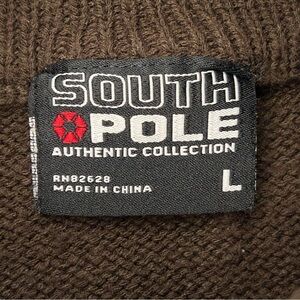 SOUTH
POLE
AUTHENTIC COLLECTION
RN82628
MADE IN CHINA
L